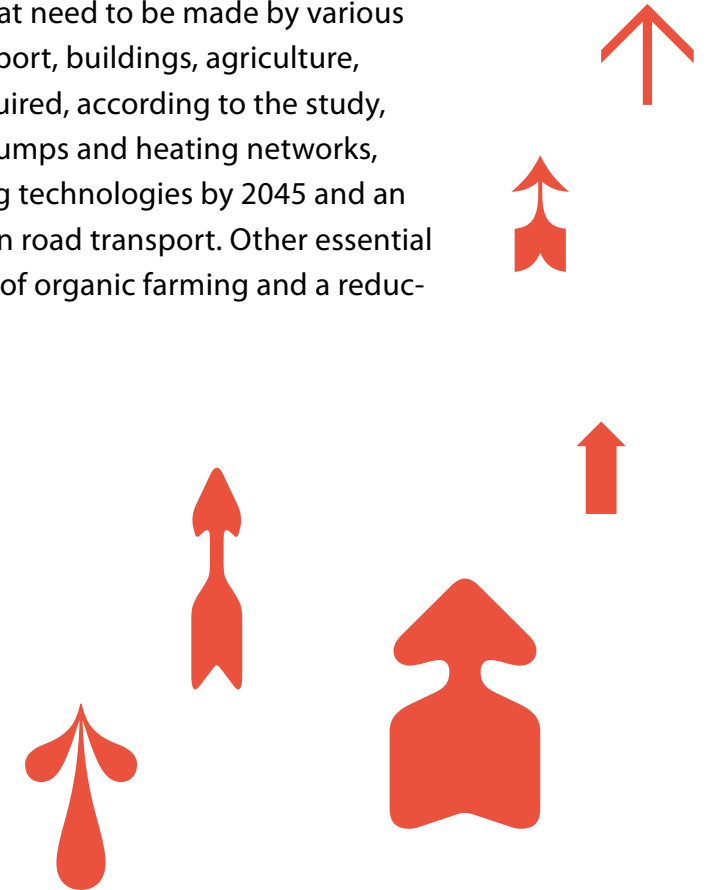 at need to be made by various
port, buildings, agriculture,
uired, according to the study,
umps and heating networks,
g technologies by 2045 and an
n road transport. Other essential
of organic farming and a reduc-